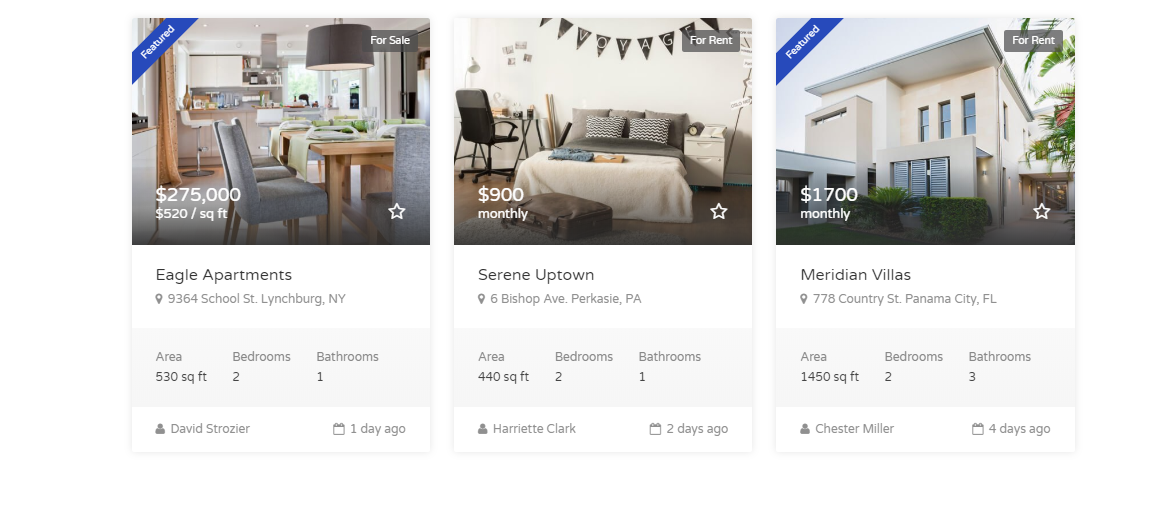 Featured
For Sale
$275,000
$520 / sq ft
Eagle Apartments
9364 School St. Lynchburg, NY
Area Bedrooms Bathrooms
530 sq ft 2 1
David Strozier 1 day ago
VOYAGE
For Rent
$900
monthly
Serene Uptown
6 Bishop Ave. Perkasie, PA
Area Bedrooms Bathrooms
440 sq ft 2 1
Harriette Clark 2 days ago
Featured
For Rent
$1700
monthly
Meridian Villas
778 Country St. Panama City, FL
Area Bedrooms Bathrooms
1450 sq ft 2 3
Chester Miller 4 days ago